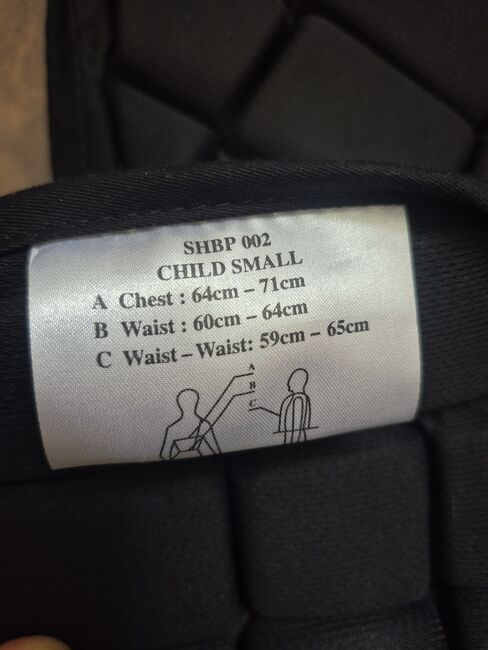 SHBP 002
CHILD SMALL
A Chest : 64cm – 71cm
B Waist : 60cm – 64cm
C Waist – Waist: 59cm – 65cm
A
B
C